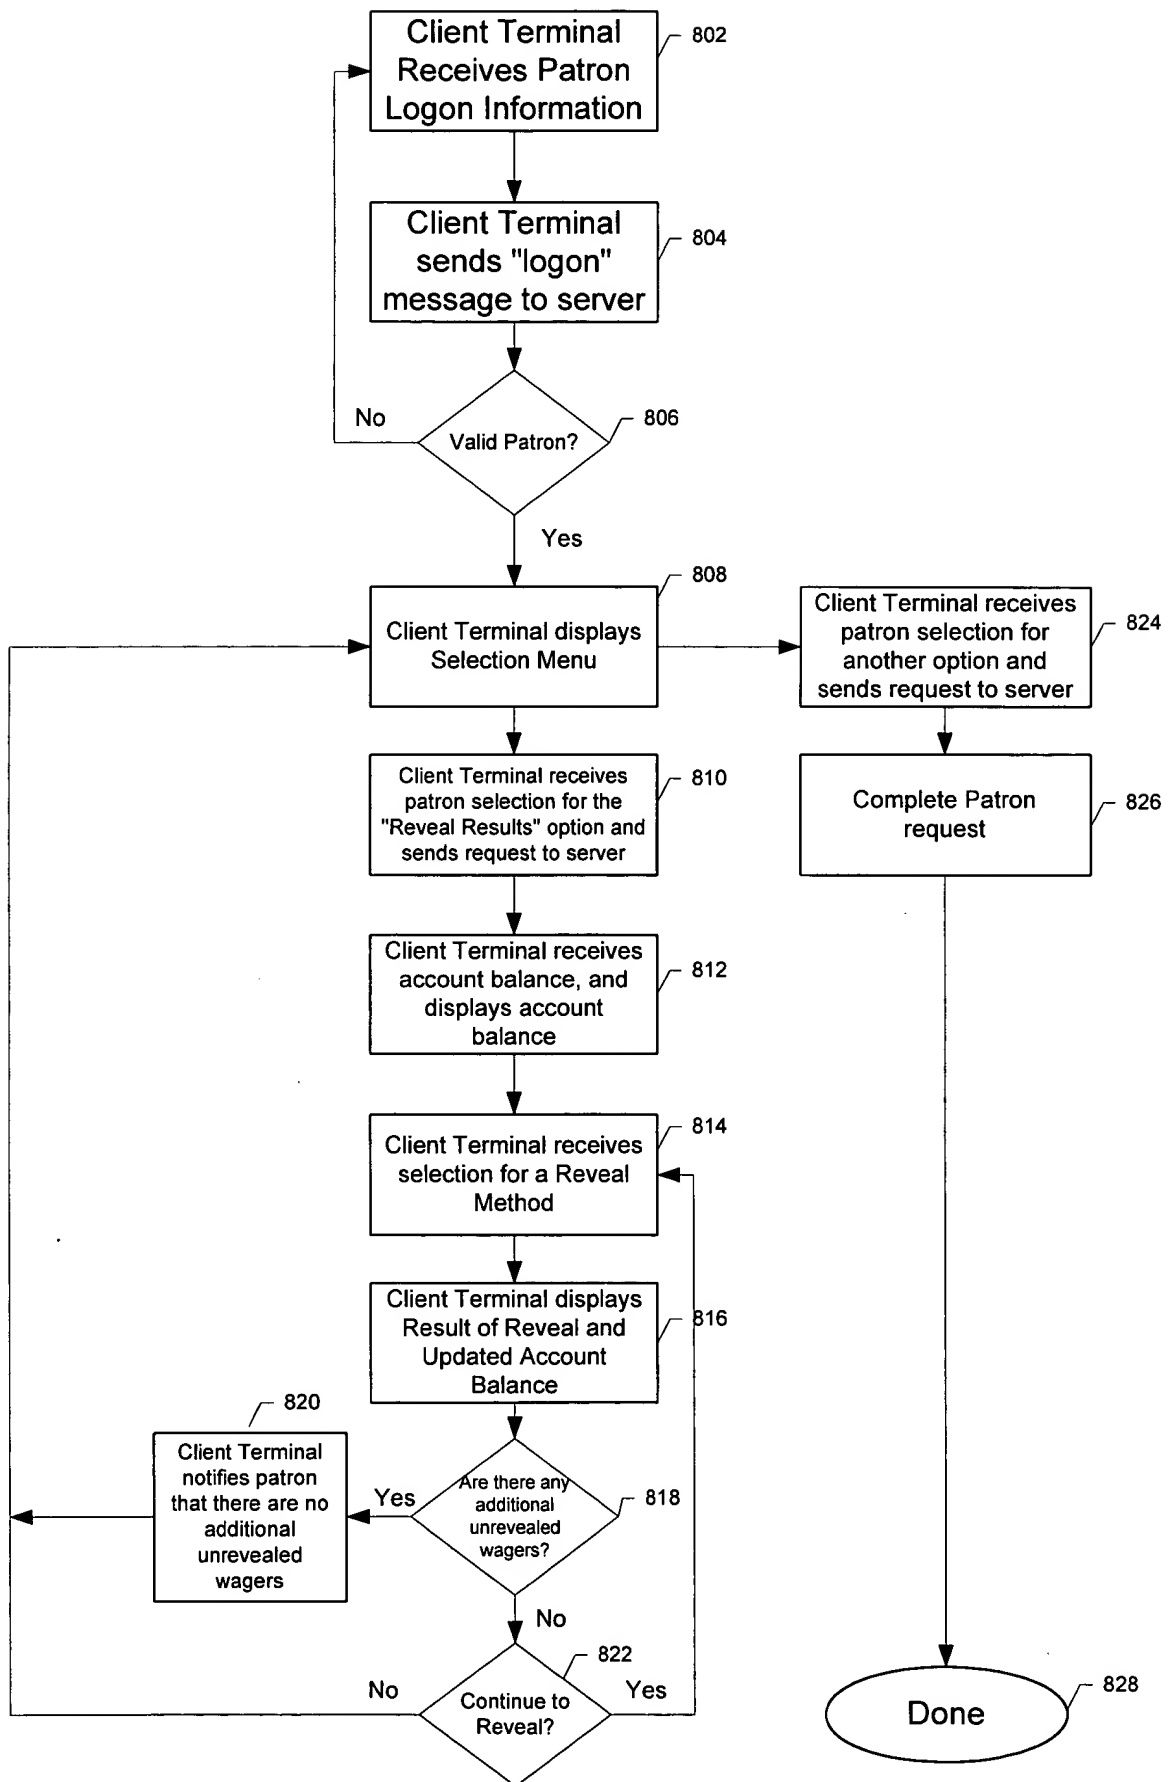 Client Terminal
Receives Patron
Logon Information
802
Client Terminal
sends "logon"
message to server
804
No
Valid Patron?
806
Yes
808
Client Terminal displays
Selection Menu
Client Terminal receives
patron selection for
another option and
sends request to server
824
Client Terminal receives
patron selection for the
"Reveal Results" option and
sends request to server
810
Complete Patron
request
826
Client Terminal receives
account balance, and
displays account
balance
812
Client Terminal receives
selection for a Reveal
Method
814
Client Terminal displays
Result of Reveal and
Updated Account
Balance
816
820
Client Terminal
notifies patron
that there are no
additional
unrevealed
wagers
Yes
Are there any
additional
unrevealed
wagers?
818
No
822
No
Continue to
Reveal?
Yes
Done
828